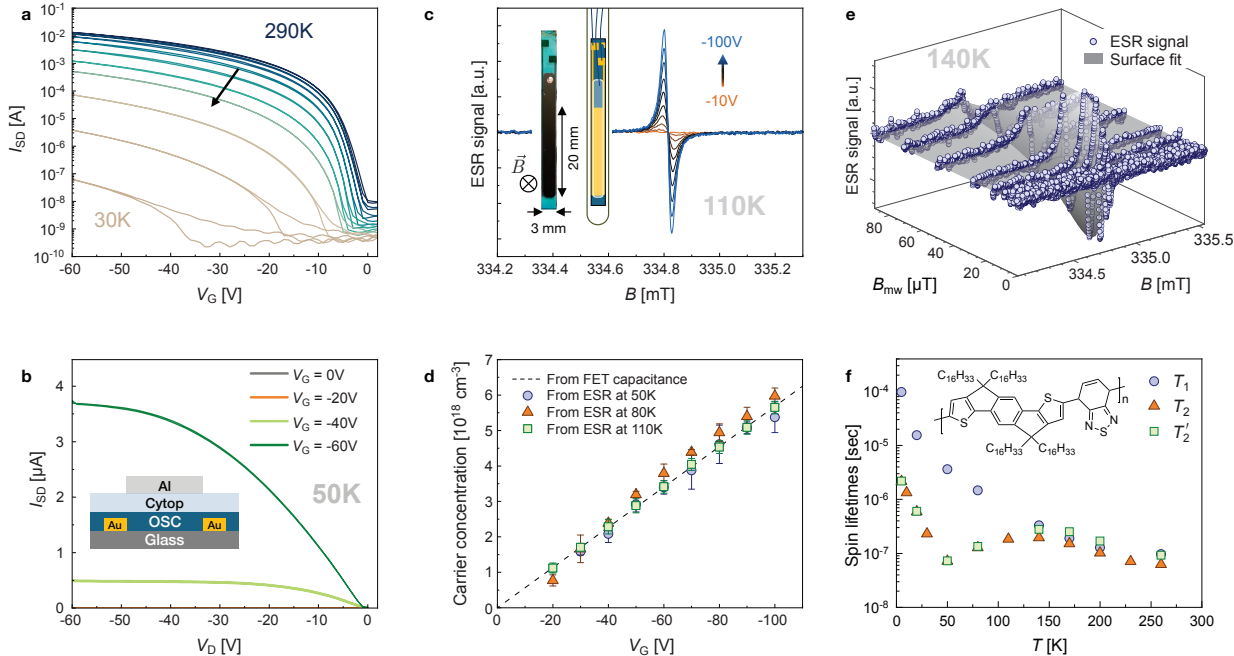 a
290K
30K
I_SD [A]
10⁻¹
10⁻²
10⁻³
10⁻⁴
10⁻⁵
10⁻⁶
10⁻⁷
10⁻⁸
10⁻⁹
10⁻¹⁰
-60 -50 -40 -30 -20 -10 0
V_G [V]
c
-100V
-10V
20 mm
B
3 mm
110K
ESR signal [a.u.]
334.2 334.4 334.6 334.8 335.0 335.2
B [mT]
e
140K
ESR signal
Surface fit
ESR signal [a.u.]
80 60 40 20 0
B_mw [µT]
334.5 335.0 335.5
B [mT]
b
V_G = 0V
V_G = -20V
V_G = -40V
V_G = -60V
50K
Al
Cytop
Au OSC Au
Glass
I_SD [µA]
4
3
2
1
0
-60 -50 -40 -30 -20 -10 0
V_D [V]
d
From FET capacitance
From ESR at 50K
From ESR at 80K
From ESR at 110K
Carrier concentration [10¹⁸ cm⁻³]
7
6
5
4
3
2
1
0
-20 -40 -60 -80 -100
V_G [V]
f
C₁₆H₃₃ C₁₆H₃₃
S S n
N S N
C₁₆H₃₃ C₁₆H₃₃
T₁
T₂
T₂′
Spin lifetimes [sec]
10⁻⁴
10⁻⁵
10⁻⁶
10⁻⁷
10⁻⁸
0 50 100 150 200 250
T [K]